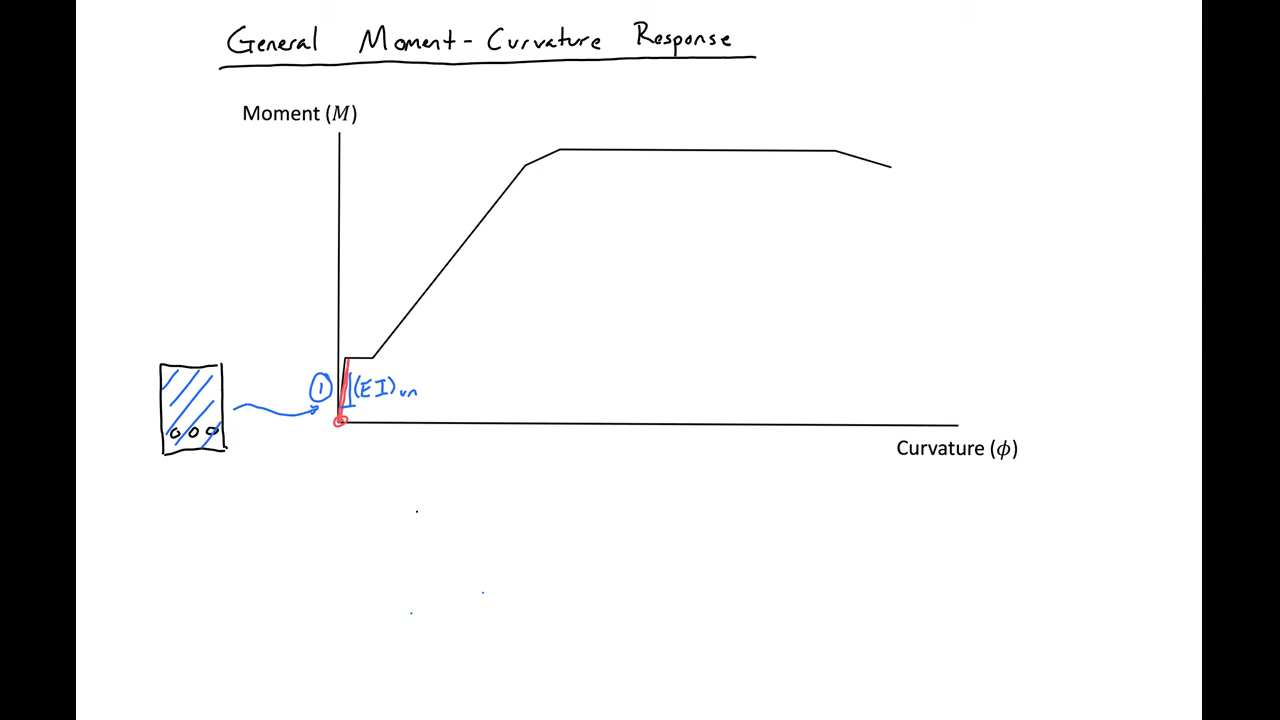 General Moment-Curvature Response
Moment (M)
① (EI)un
Curvature (ϕ)